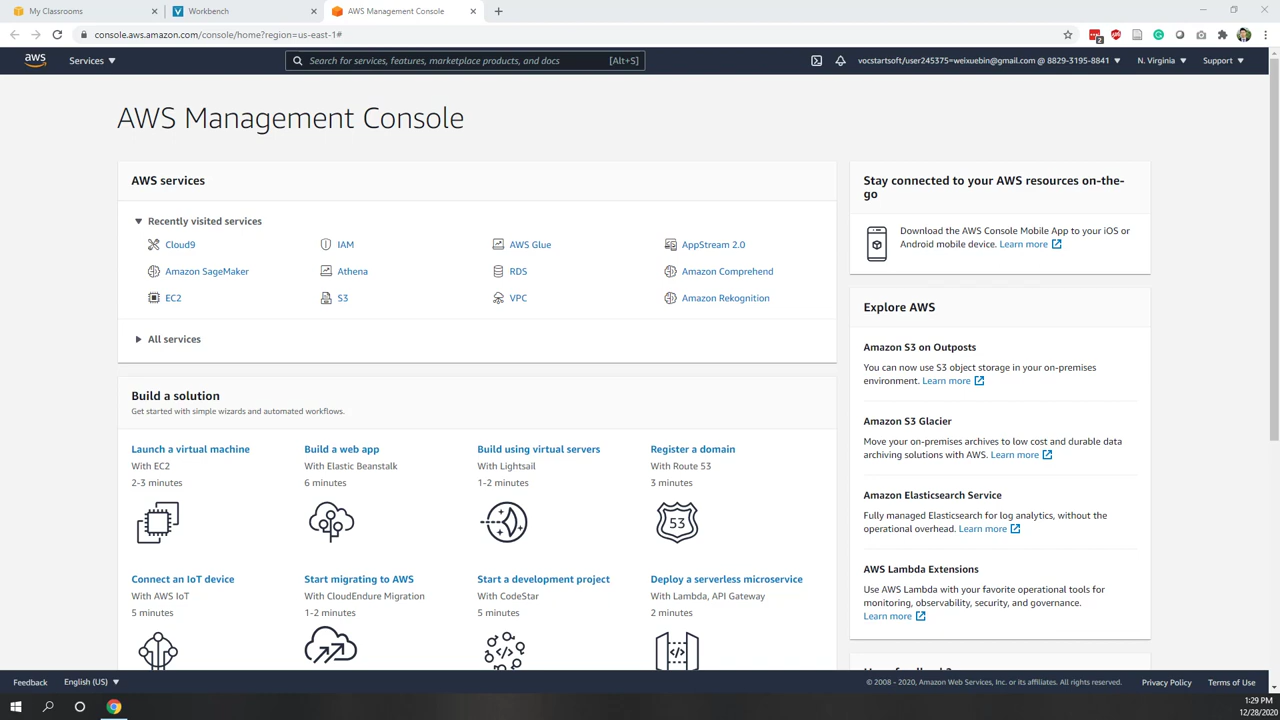 My Classrooms
Workbench
AWS Management Console
console.aws.amazon.com/console/home?region=us-east-1#
2
aws
Services
Search for services, features, marketplace products, and docs
[Alt+S]
vocstartsoft/user245375=weixuebin@gmail.com @ 8829-3195-8841
N. Virginia
Support
AWS Management Console
AWS services
Recently visited services
Cloud9
IAM
AWS Glue
AppStream 2.0
Amazon SageMaker
Athena
RDS
Amazon Comprehend
EC2
S3
VPC
Amazon Rekognition
All services
Build a solution
Get started with simple wizards and automated workflows.
Launch a virtual machine
With EC2
2-3 minutes
Build a web app
With Elastic Beanstalk
6 minutes
Build using virtual servers
With Lightsail
1-2 minutes
Register a domain
With Route 53
3 minutes
53
Connect an IoT device
With AWS IoT
5 minutes
Start migrating to AWS
With CloudEndure Migration
1-2 minutes
Start a development project
With CodeStar
5 minutes
Deploy a serverless microservice
With Lambda, API Gateway
2 minutes
Stay connected to your AWS resources on-the-
go
Download the AWS Console Mobile App to your iOS or
Android mobile device. Learn more
Explore AWS
Amazon S3 on Outposts
You can now use S3 object storage in your on-premises
environment. Learn more
Amazon S3 Glacier
Move your on-premises archives to low cost and durable data
archiving solutions with AWS. Learn more
Amazon Elasticsearch Service
Fully managed Elasticsearch for log analytics, without the
operational overhead. Learn more
AWS Lambda Extensions
Use AWS Lambda with your favorite operational tools for
monitoring, observability, security, and governance.
Learn more
Feedback
English (US)
© 2008 - 2020, Amazon Web Services, Inc. or its affiliates. All rights reserved.
Privacy Policy
Terms of Use
1:29 PM
12/28/2020